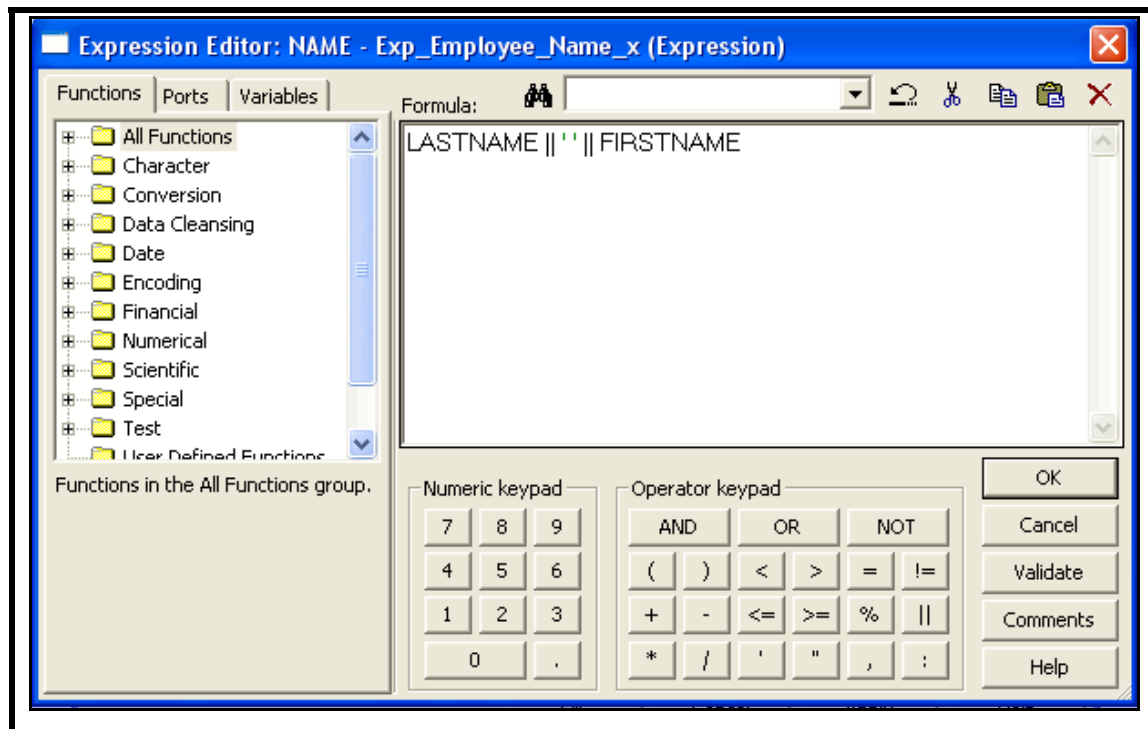 Expression Editor: NAME - Exp_Employee_Name_x (Expression)
Functions Ports Variables
Formula:
LASTNAME || ' ' || FIRSTNAME
All Functions
Character
Conversion
Data Cleansing
Date
Encoding
Financial
Numerical
Scientific
Special
Test
User Defined Functions
Functions in the All Functions group.
Numeric keypad
7 8 9
4 5 6
1 2 3
0 .
Operator keypad
AND OR NOT
( ) < > = !=
+ - <= >= % ||
* / ' " , :
OK
Cancel
Validate
Comments
Help